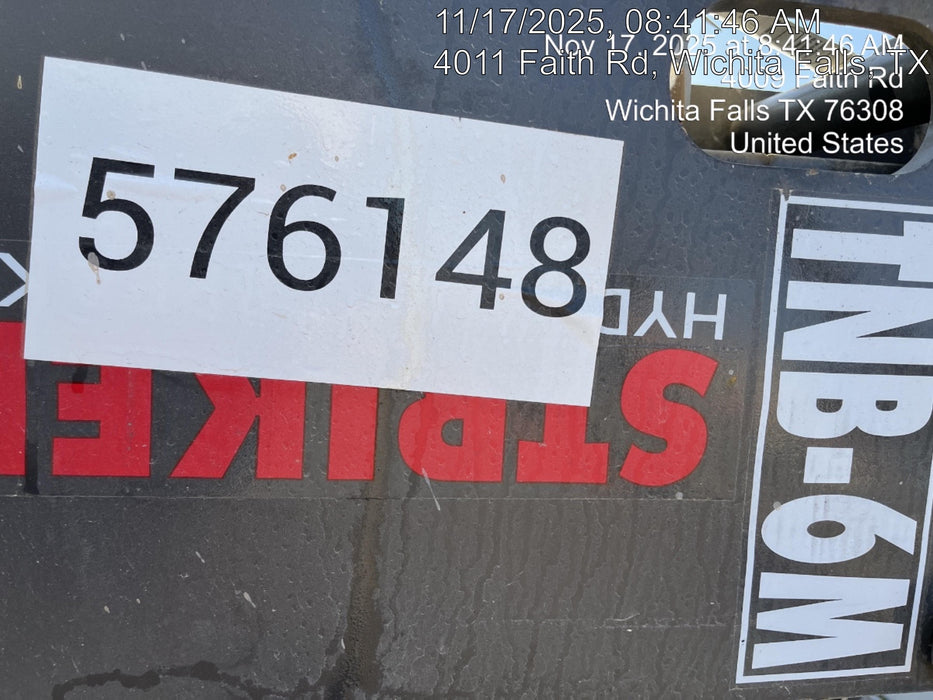 11/17/2025, 08:41:46 AM
Nov 17, 2025 at 8:41:46 AM
4011 Faith Rd, Wichita Falls, TX
4009 Faith Rd
Wichita Falls TX 76308
United States
576148
HYD
STRIKE
TNB-6M